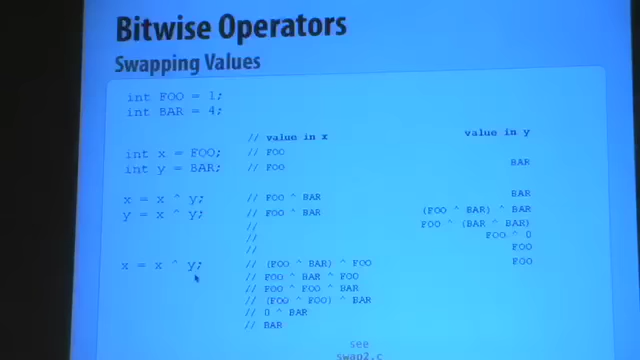 Bitwise Operators
Swapping Values
int FOO = 1;
int BAR = 4;
// value in x value in y
int x = FOO; // FOO
int y = BAR; // FOO BAR
x = x ^ y; // FOO ^ BAR BAR
y = x ^ y; // FOO ^ BAR (FOO ^ BAR) ^ BAR
// FOO ^ (BAR ^ BAR)
// FOO ^ 0
// FOO
x = x ^ y; // (FOO ^ BAR) ^ FOO FOO
// FOO ^ BAR ^ FOO
// FOO ^ FOO ^ BAR
// (FOO ^ FOO) ^ BAR
// 0 ^ BAR
// BAR
see
swap2.c